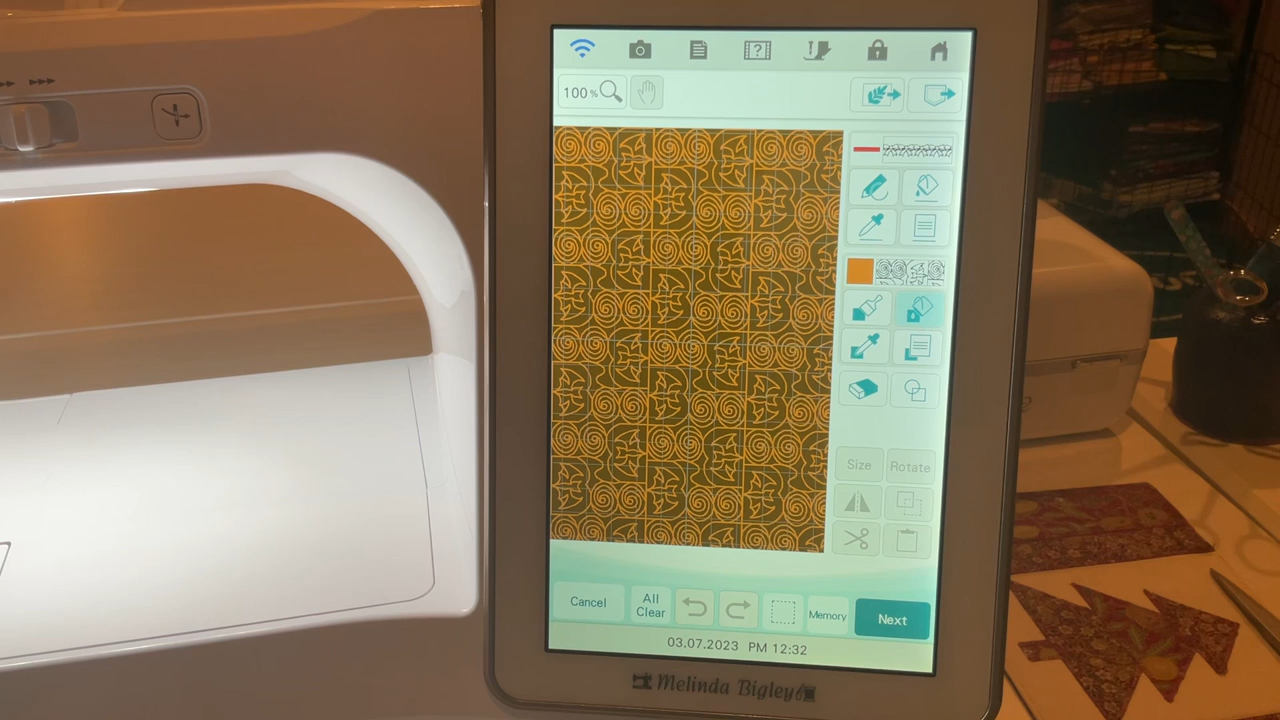 100%
Size
Rotate
Cancel
All
Clear
Memory
Next
03.07.2023 PM 12:32
Melinda Bigley